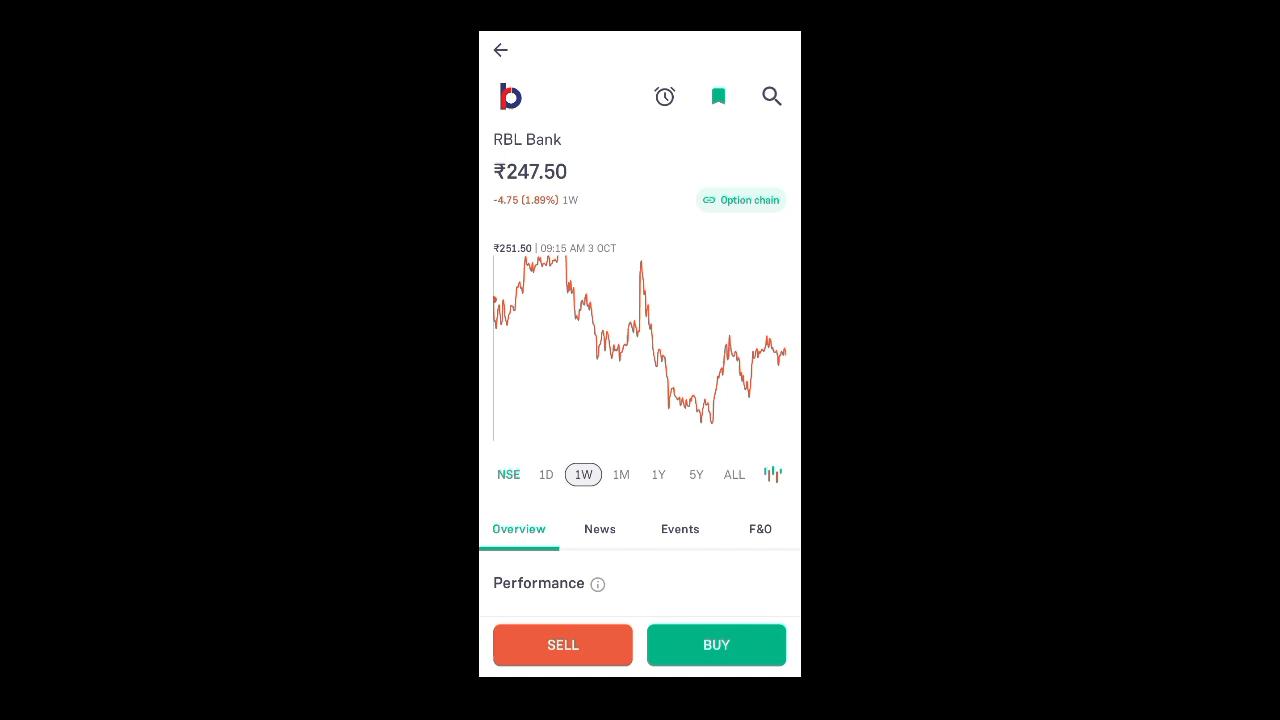 RBL Bank
₹247.50
-4.75 (1.89%) 1W
Option chain
₹251.50 | 09:15 AM 3 OCT
NSE 1D 1W 1M 1Y 5Y ALL
Overview News Events F&O
Performance
SELL BUY